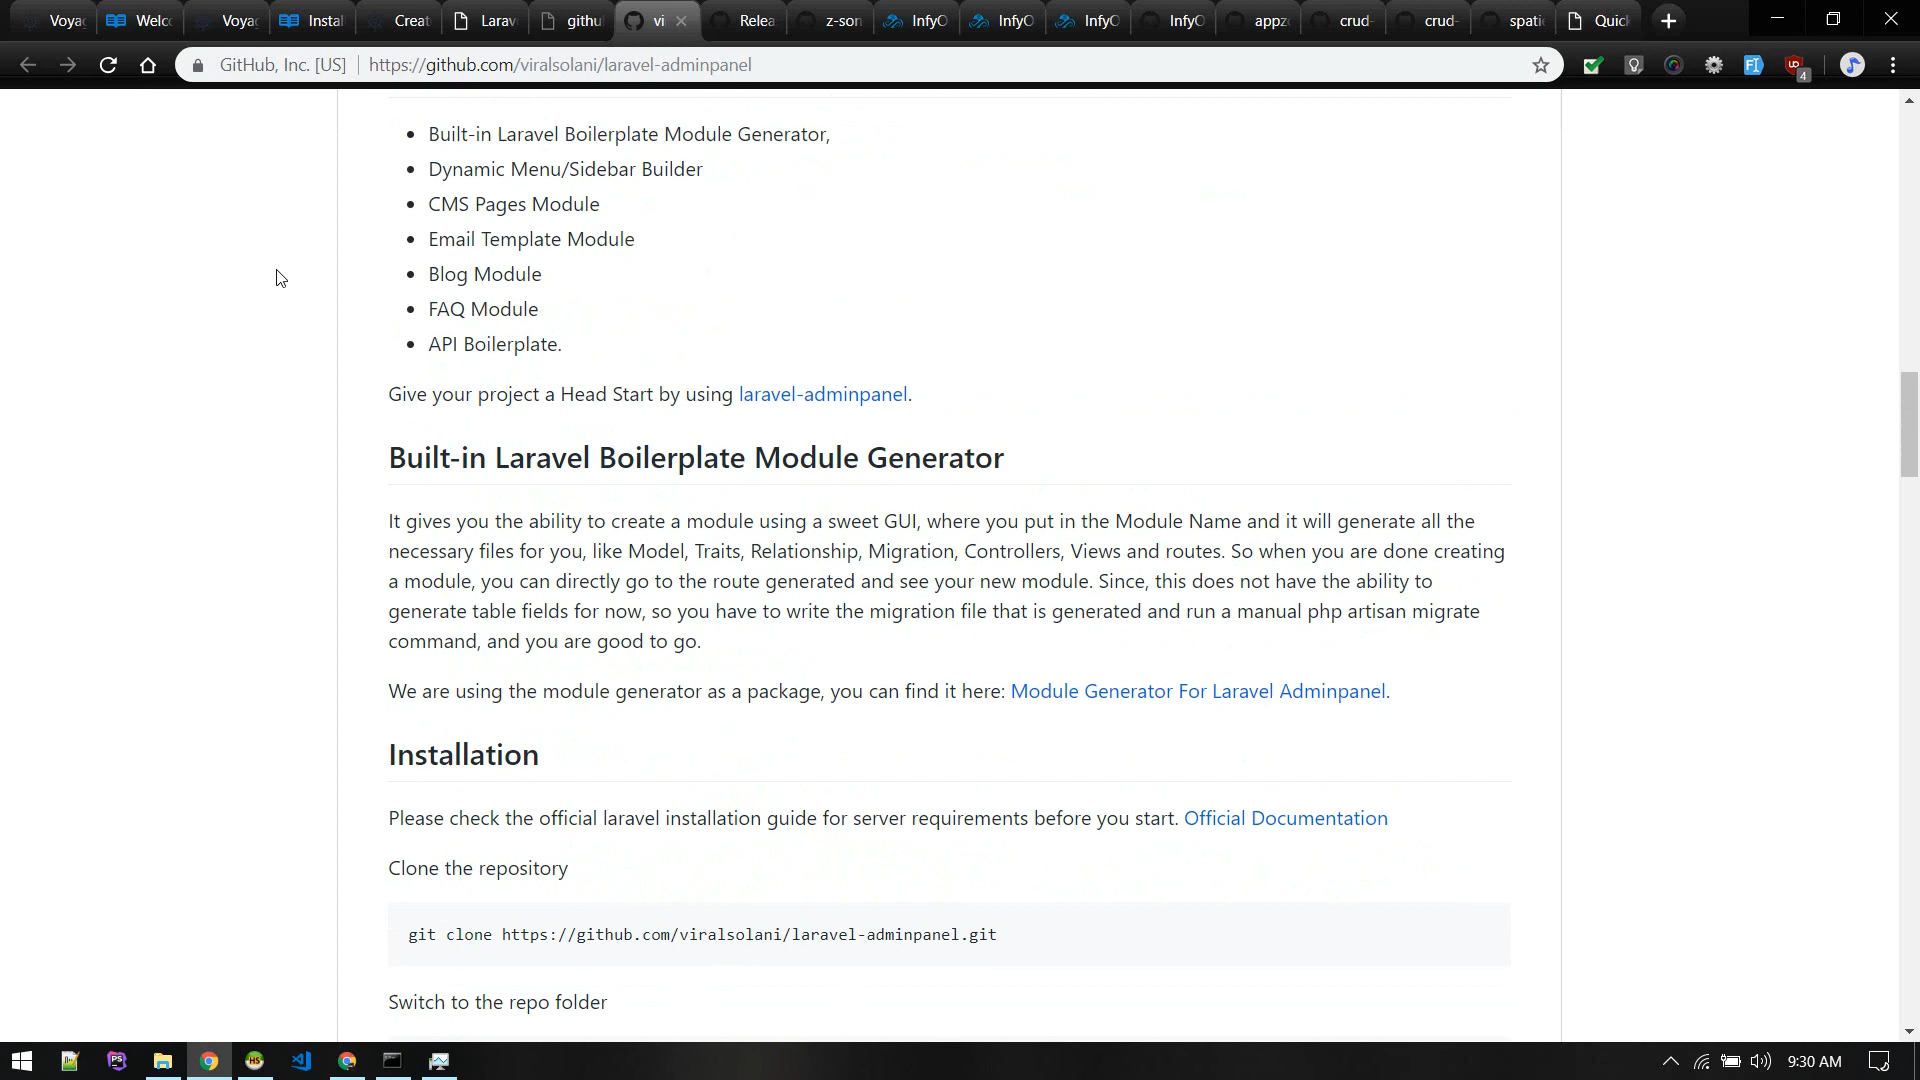 Voyag
Welco
Voyag
Install
Creat
Larav
githu
vi
Relea
z-son
InfyO
InfyO
InfyO
InfyO
appzc
crud-
crud-
spatie
Quick
GitHub, Inc. [US]
https://github.com/viralsolani/laravel-adminpanel
4
Built-in Laravel Boilerplate Module Generator,
Dynamic Menu/Sidebar Builder
CMS Pages Module
Email Template Module
Blog Module
FAQ Module
API Boilerplate.
Give your project a Head Start by using laravel-adminpanel.
Built-in Laravel Boilerplate Module Generator
It gives you the ability to create a module using a sweet GUI, where you put in the Module Name and it will generate all the
necessary files for you, like Model, Traits, Relationship, Migration, Controllers, Views and routes. So when you are done creating
a module, you can directly go to the route generated and see your new module. Since, this does not have the ability to
generate table fields for now, so you have to write the migration file that is generated and run a manual php artisan migrate
command, and you are good to go.
We are using the module generator as a package, you can find it here: Module Generator For Laravel Adminpanel.
Installation
Please check the official laravel installation guide for server requirements before you start. Official Documentation
Clone the repository
git clone https://github.com/viralsolani/laravel-adminpanel.git
Switch to the repo folder
PS
HS
9:30 AM